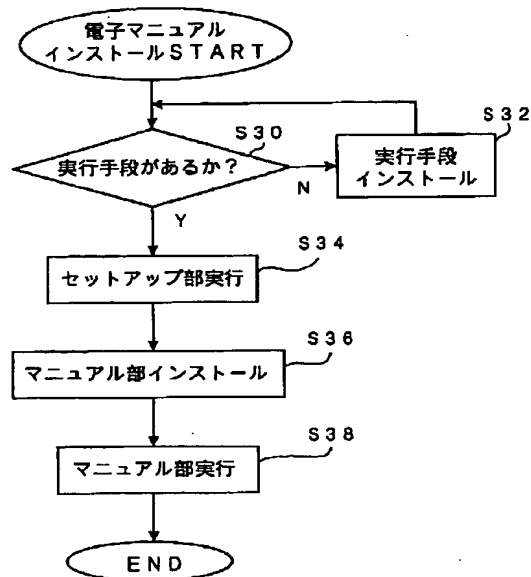 電子マニュアル
インストールSTART
S30
S32
実行手段があるか?
実行手段
インストール
N
Y
S34
セットアップ部実行
S36
マニュアル部インストール
S38
マニュアル部実行
END